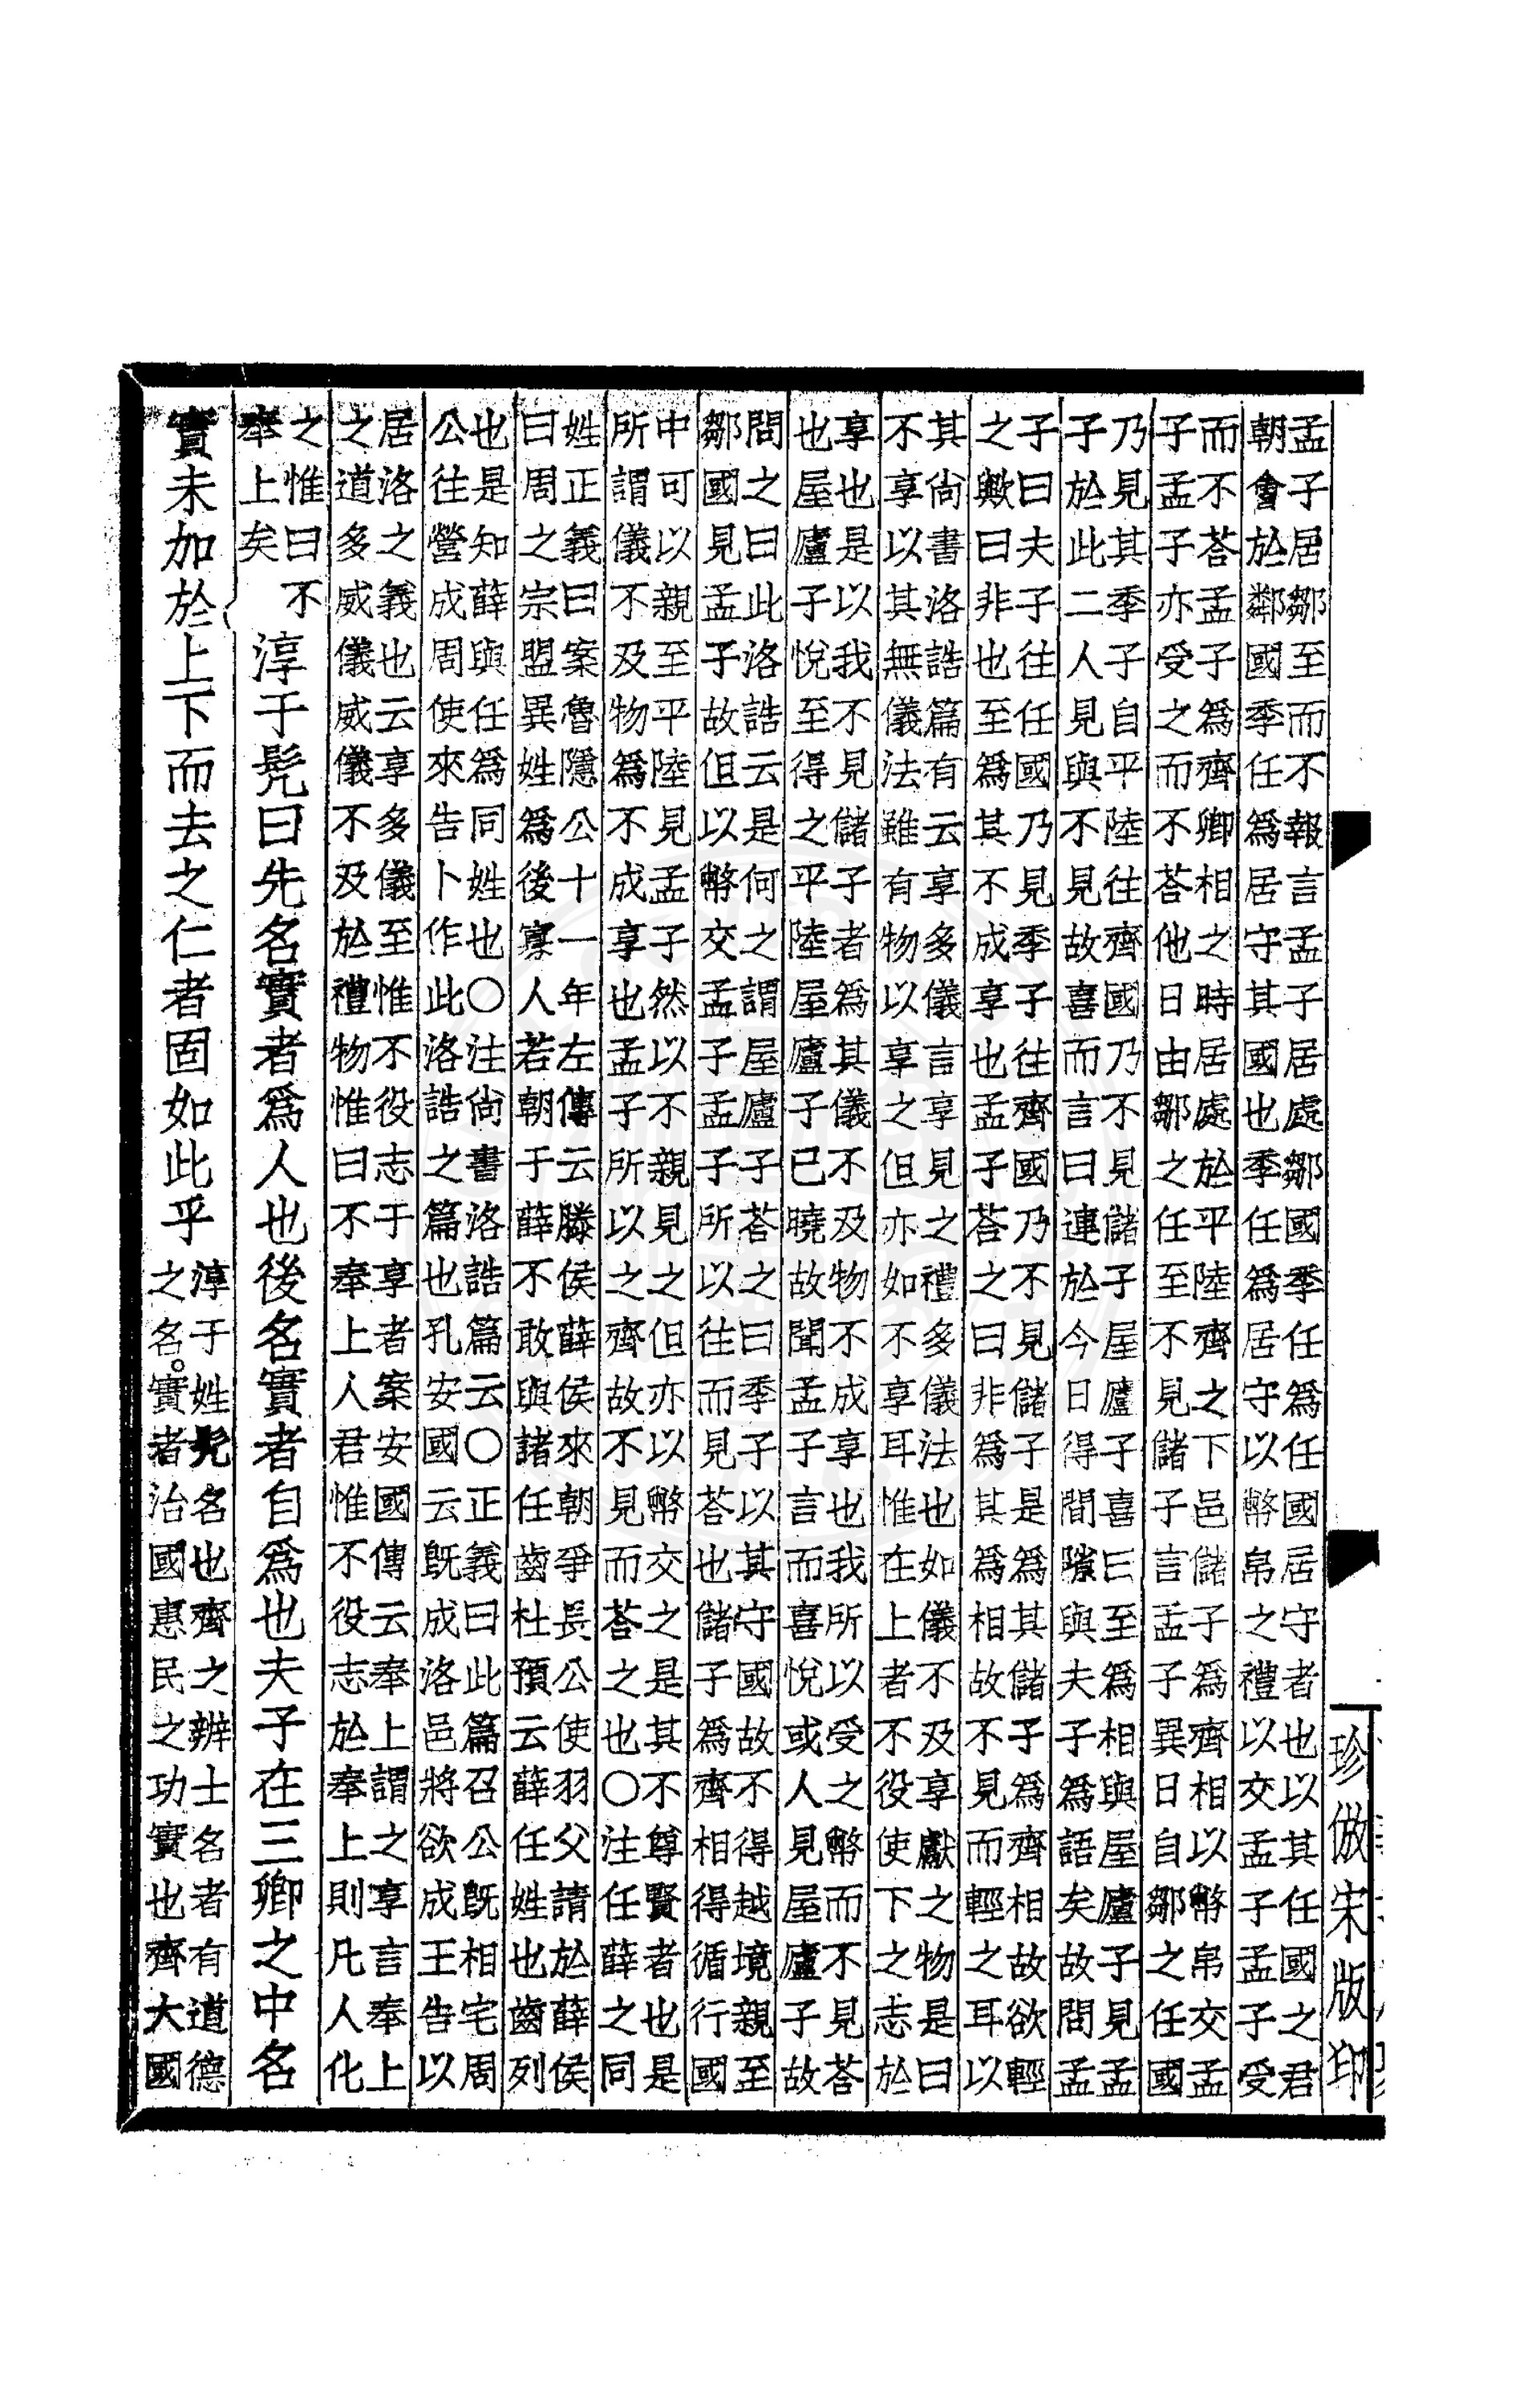 孟子居鄒至而不報言孟子居處鄒國季任爲任國居守者也以其任國之君
朝會於鄰國季任爲居守其國也季任爲居守以幣帛之禮以交孟子孟子受
而不荅孟子爲齊卿相之時居處於平陸齊之下邑儲子爲齊相以幣帛交孟
子孟子亦受之而不荅他日由鄒之任至不見儲子言孟子異日自鄒之任國
乃見其季子自平陸往齊國乃不見儲子屋廬子喜曰至爲相與屋廬子見孟
子於此二人見與不見故喜而言曰連於今日得間隙與夫子爲語矣故問孟
子曰夫子往任國乃見季子往齊國乃不見儲子是爲其儲子爲齊相故欲輕
之歟曰非也至爲其不成享也孟子荅之曰非爲其爲相故不見而輕之耳以
其尚書洛誥篇有云享多儀言享見之禮多儀法也如儀不及享獻之物是曰
不享以其無儀法雖有物以享之但亦如不享耳惟在上者不役使下之志於
享也是以我不見儲子者爲其儀不及物不成享也我所以受之幣而不見荅
也屋廬子悅至得之平陸屋廬子已曉故聞孟子言而喜悅或人見屋廬子故
問之曰此洛誥云是何之謂屋廬子荅之曰季子以其守國故不得越境親至
鄒國見孟子故但以幣交孟子孟子所以往而見荅也儲子爲齊相得循行國
中可以親至平陸見孟子然以不親見之但亦以幣交之是其不尊賢者也是
所謂儀不及物爲不成享也孟子所以之齊故不見而荅之也○注任薛之同
姓正義曰案魯隱公十一年左傳云滕侯薛侯來朝爭長公使羽父請於薛侯
曰周之宗盟異姓爲後寡人若朝于薛不敢與諸任齒杜預云薛任姓也齒列
也是知薛與任爲同姓也○注尚書洛誥篇云○正義曰此篇召公旣相宅周
公往營成周使來告卜作此洛誥之篇也孔安國云旣成洛邑將欲成王告以
居洛之義也云享多儀至惟不役志于享者案安國傳云奉上謂之享言奉上
之道多威儀威儀不及於禮物惟曰不奉上人君惟不役志於奉上則凡人化
之惟曰不
奉上矣
淳于髡曰先名實者爲人也後名實者自爲也夫子在三卿之中名
實未加於上下而去之仁者固如此乎
淳于姓髡名也齊之辨士名者有道德
之名實者治國惠民之功實也齊大國
珍倣宋版印